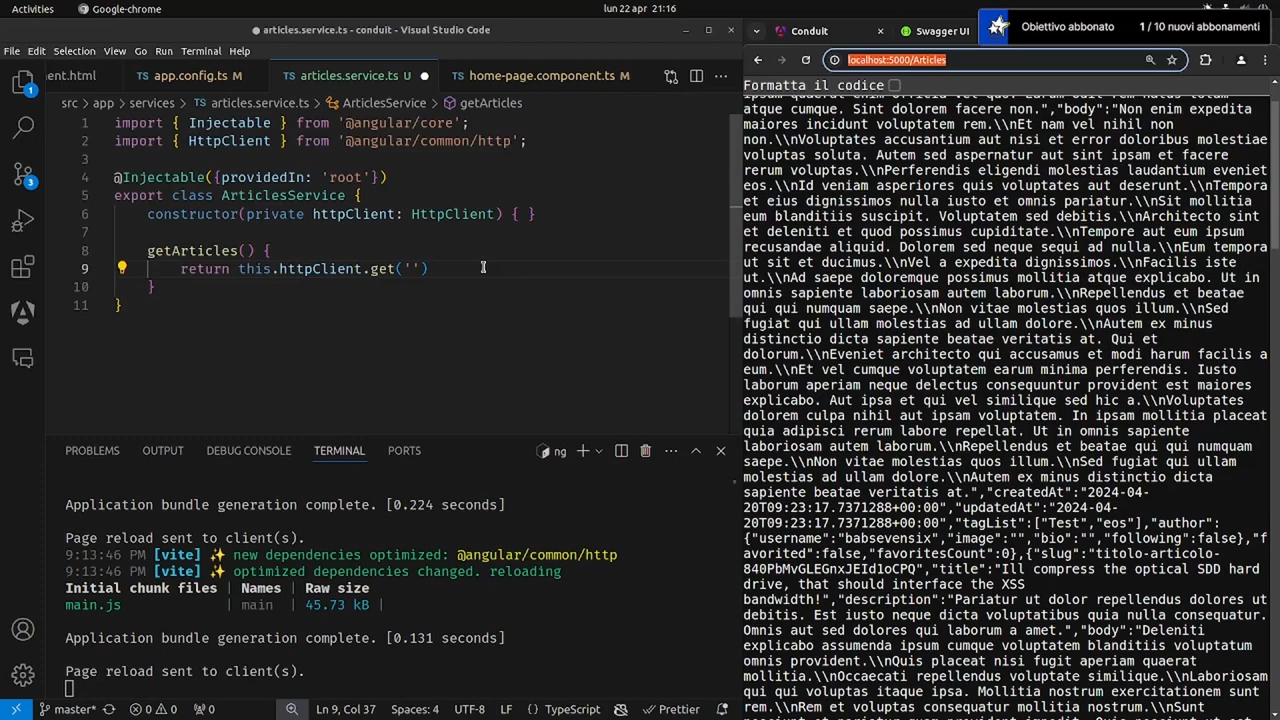 Activities
Google-chrome
lun 22 apr 21:16
articles.service.ts - conduit - Visual Studio Code
File Edit Selection View Go Run Terminal Help
ent.html
app.config.ts M
articles.service.ts U
home-page.component.ts M
src > app > services > articles.service.ts > ArticlesService > getArticles
1 import { Injectable } from '@angular/core';
2 import { HttpClient } from '@angular/common/http';
3
4 @Injectable({providedIn: 'root'})
5 export class ArticlesService {
6 constructor(private httpClient: HttpClient) { }
7
8 getArticles() {
9 return this.httpClient.get('')
10 }
11 }
1
3
PROBLEMS OUTPUT DEBUG CONSOLE TERMINAL PORTS
ng
Application bundle generation complete. [0.224 seconds]
Page reload sent to client(s).
9:13:46 PM [vite] ✨ new dependencies optimized: @angular/common/http
9:13:46 PM [vite] ✨ optimized dependencies changed. reloading
Initial chunk files | Names | Raw size
main.js | main | 45.73 kB |
Application bundle generation complete. [0.131 seconds]
Page reload sent to client(s).
master* 0 0 0 Ln 9, Col 37 Spaces: 4 UTF-8 LF {} TypeScript Prettier
Conduit
Swagger UI
Obiettivo abbonato
1 / 10 nuovi abbonamenti
localhost:5000/Articles
Formatta il codice
atque cumque. Sint dolorem facere non.","body":"Non enim expedita
maiores incidunt voluptatem rem.\\nEt nam vel nihil non
non.\\nVoluptates accusantium aut nisi et error doloribus molestiae
voluptas soluta. Autem sed aspernatur aut sint ipsam et facere
rerum voluptas.\\nPerferendis eligendi molestias laudantium eveniet
eos.\\nId veniam asperiores quis voluptates aut deserunt.\\nTempora
et eius dignissimos nulla iusto et omnis pariatur.\\nSit mollitia
eum blanditiis suscipit. Voluptatem sed debitis.\\nArchitecto sint
et deleniti et quod possimus cupiditate.\\nTempore aut eum ipsum
recusandae aliquid. Dolorem sed neque sequi ad nulla.\\nEum tempora
ut sit et ducimus.\\nVel a expedita dignissimos.\\nFacilis iste
ut.\\nAd saepe doloremque possimus mollitia atque explicabo. Ut in
omnis sapiente laboriosam autem laborum.\\nRepellendus et beatae
qui qui numquam saepe.\\nNon vitae molestias quos illum.\\nSed
fugiat qui ullam molestias ad ullam dolore.\\nAutem ex minus
distinctio dicta sapiente beatae veritatis at. Qui et
dolorum.\\nEveniet architecto qui accusamus et modi harum facilis a
eum.\\nEt vel cumque voluptatem earum minima perferendis. Iusto
laborum aperiam neque delectus consequuntur provident est maiores
explicabo. Aut ipsa et qui vel similique sed hic a.\\nVoluptates
dolorem culpa nihil aut ipsam voluptatem. In ipsam mollitia placeat
quia adipisci rerum labore repellat. Ut in omnis sapiente
laboriosam autem laborum.\\nRepellendus et beatae qui qui numquam
saepe.\\nNon vitae molestias quos illum.\\nSed fugiat qui ullam
molestias ad ullam dolore.\\nAutem ex minus distinctio dicta
sapiente beatae veritatis at.","createdAt":"2024-04-
20T09:23:17.7371288+00:00","updatedAt":"2024-04-
20T09:23:17.7371288+00:00","tagList":["Test","eos"],"author":
{"username":"babsevensix","image":"","bio":"","following":false},"f
avorited":false,"favoritesCount":0},{"slug":"titolo-articolo-
840PbMvGLEGnxJEId1oCPQ","title":"Ill compress the optical SDD hard
drive, that should interface the XSS
bandwidth!","description":"Pariatur ut dolor repellendus dolores ut
debitis. Est iusto neque dicta voluptatibus quia nulla consequatur.
Omnis aut sed dolores qui laborum a amet.","body":"Deleniti
explicabo assumenda ipsum cumque voluptatem blanditiis voluptatum
omnis provident.\\nQuis placeat nisi fugit aperiam quaerat
mollitia.\\nOccaecati repellendus voluptate similique.\\nLaboriosam
qui qui voluptas itaque ipsa. Mollitia nostrum exercitationem sunt
rem.\\nRem et voluptas dolor explicabo nostrum.\\nSunt